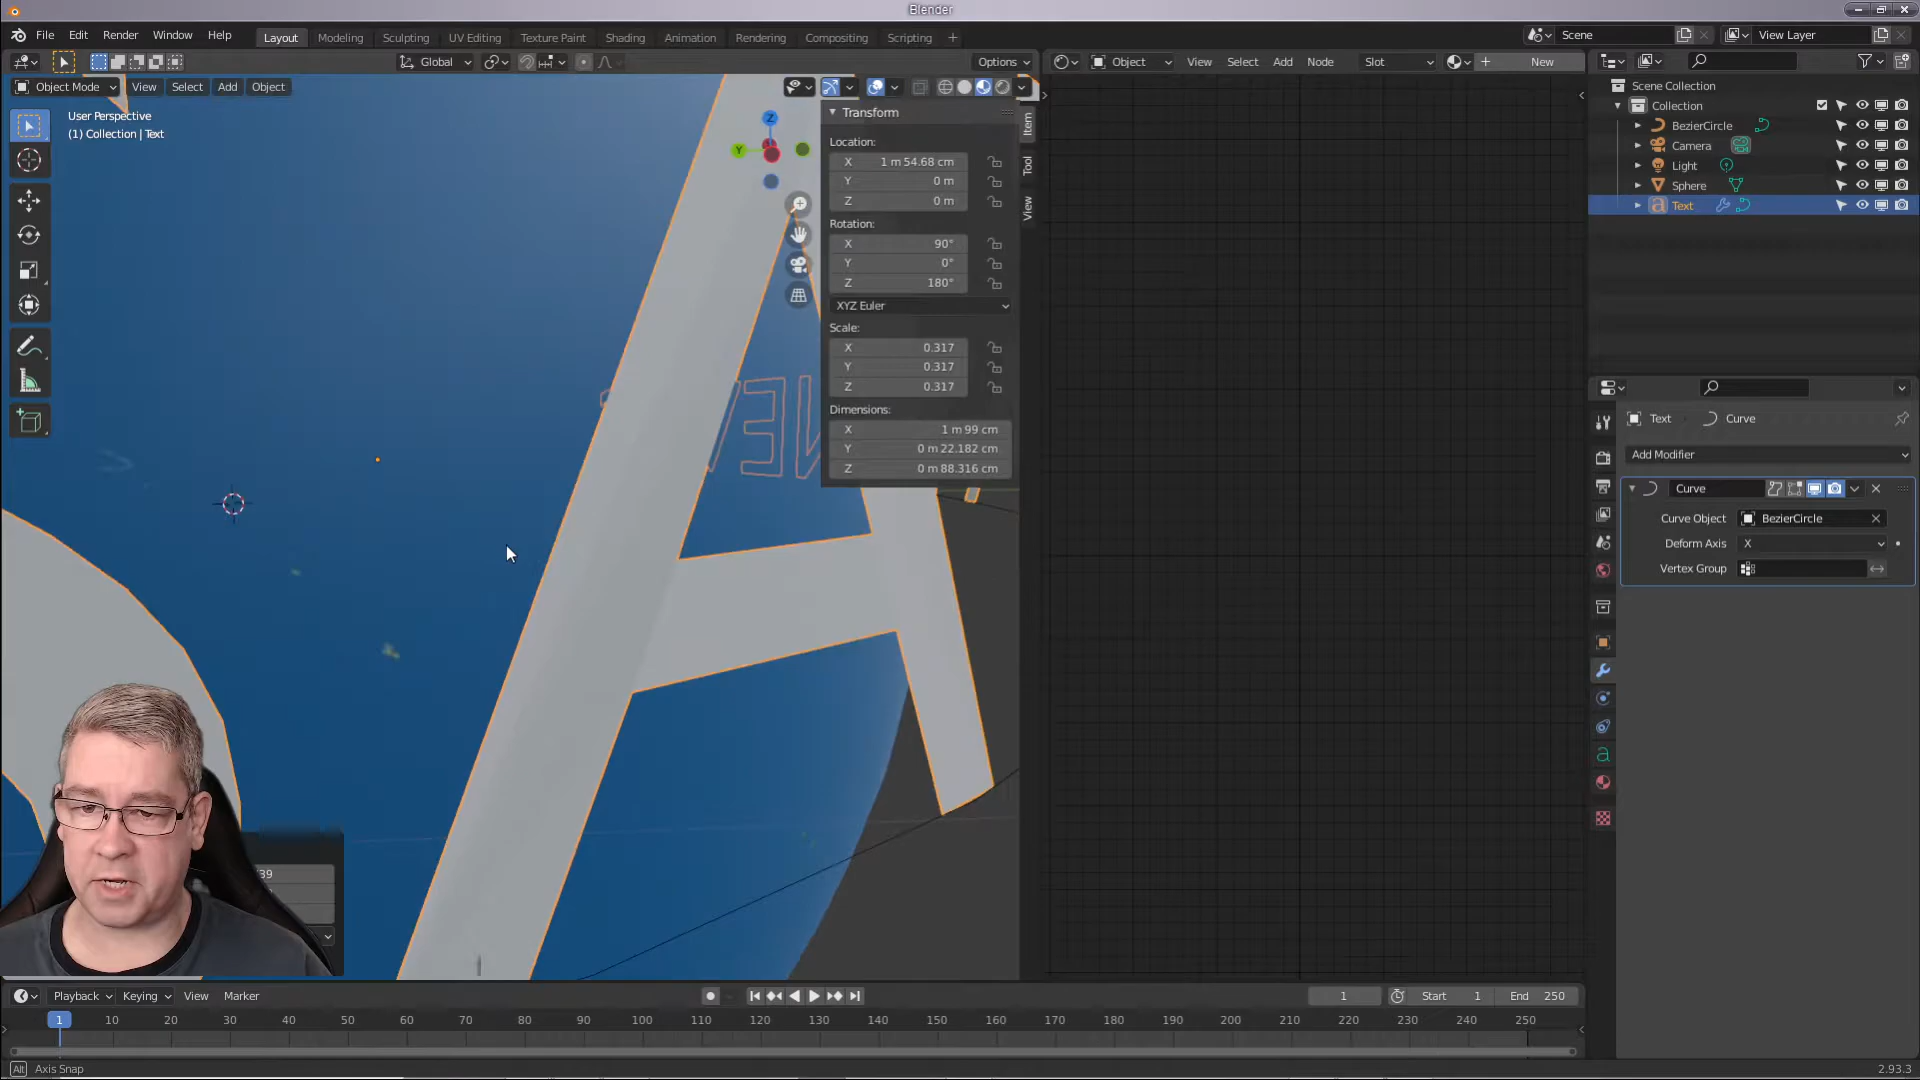 Blender
File Edit Render Window Help
Layout Modeling Sculpting UV Editing Texture Paint Shading Animation Rendering Compositing Scripting
Scene
View Layer
Global
Options
Object
View Select Add Node
Slot
New
Object Mode View Select Add Object
User Perspective
(1) Collection | Text
Z
Y
Transform
Location:
X 1 m 54.68 cm
Y 0 m
Z 0 m
Rotation:
X 90°
Y 0°
Z 180°
XYZ Euler
Scale:
X 0.317
Y 0.317
Z 0.317
Dimensions:
X 1 m 99 cm
Y 0 m 22.182 cm
Z 0 m 88.316 cm
Item
Tool
View
Scene Collection
Collection
BezierCircle
Camera
Light
Sphere
Text
Text Curve
Add Modifier
Curve
Curve Object BezierCircle
Deform Axis X
Vertex Group
39
Playback Keying View Marker
1
Start 1
End 250
1 10 20 30 40 50 60 70 80 90 100 110 120 130 140 150 160 170 180 190 200 210 220 230 240 250
Alt Axis Snap
2.93.3